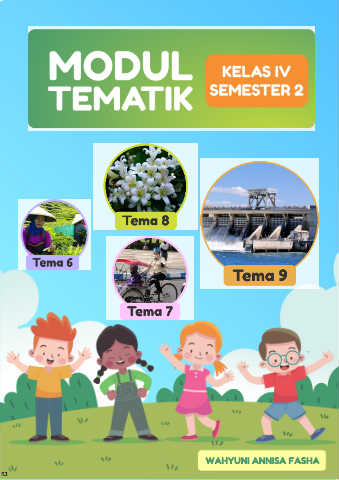 MODUL
TEMATIK
KELAS IV
SEMESTER 2
Tema 8
Tema 6
Tema 9
Tema 7
WAHYUNI ANNISA FASHA